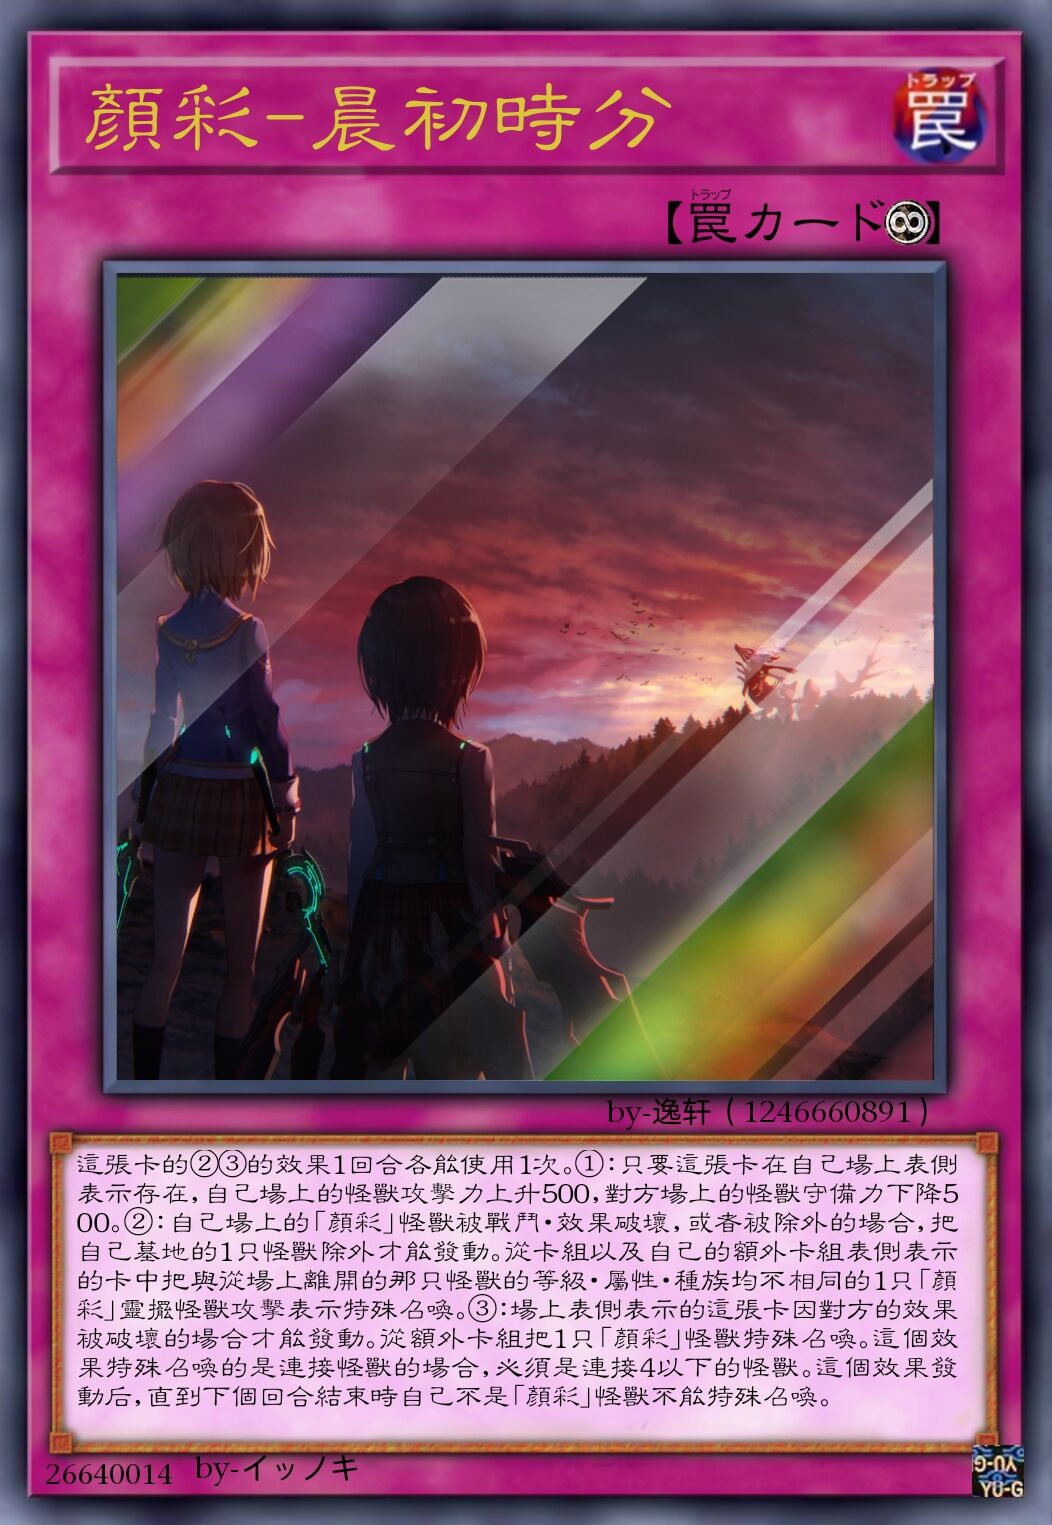 顏彩-晨初時分
トラップ
罠
トラップ
【罠カード】
by-逸轩（1246660891）
這張卡的②③的效果1回合各能使用1次。①：只要這張卡在自己場上表側
表示存在，自己場上的怪獸攻擊力上升500，對方場上的怪獸守備力下降5
00。②：自己場上的「顏彩」怪獸被戰鬥・效果破壞，或者被除外的場合，把
自己墓地的1只怪獸除外才能發動。從卡組以及自己的額外卡組表側表示
的卡中把與從場上離開的那只怪獸的等級・屬性・種族均不相同的1只「顏
彩」靈擺怪獸攻擊表示特殊召喚。③：場上表側表示的這張卡因對方的效果
被破壞的場合才能發動。從額外卡組把1只「顏彩」怪獸特殊召喚。這個效
果特殊召喚的是連接怪獸的場合，必須是連接4以下的怪獸。這個效果發
動后，直到下個回合結束時自己不是「顏彩」怪獸不能特殊召喚。
26640014 by-イッノキ
YU-G
YU-G